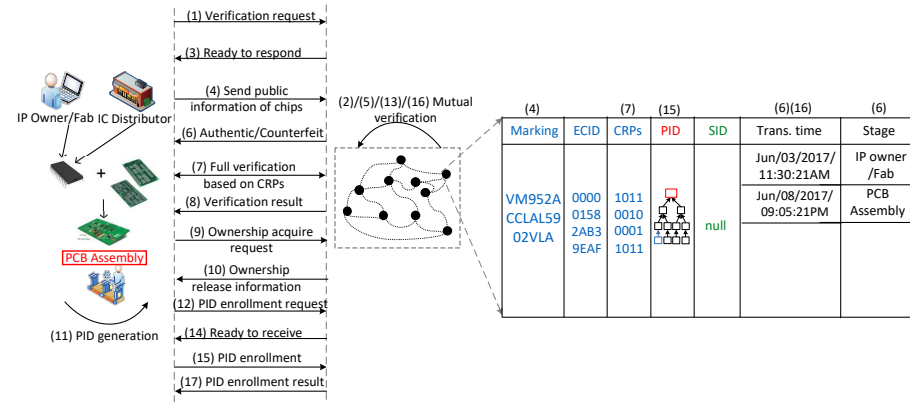 (1) Verification request
(3) Ready to respond
(4) Send public
information of chips
(6) Authentic/Counterfeit
(7) Full verification
based on CRPs
(8) Verification result
(9) Ownership acquire
request
(10) Ownership
release information
(12) PID enrollment request
(14) Ready to receive
(15) PID enrollment
(17) PID enrollment result
IP Owner/Fab
IC Distributor
+
PCB Assembly
(11) PID generation
(2)/(5)/(13)/(16) Mutual
verification
(4)
(7)
(15)
(6)(16)
(6)
Marking
ECID
CRPs
PID
SID
Trans. time
Stage
VM952A
CCLAL59
02VLA
0000
0158
2AB3
9EAF
1011
0010
0001
1011
null
Jun/03/2017/
11:30:21AM
IP owner
/Fab
Jun/08/2017/
09:05:21PM
PCB
Assembly